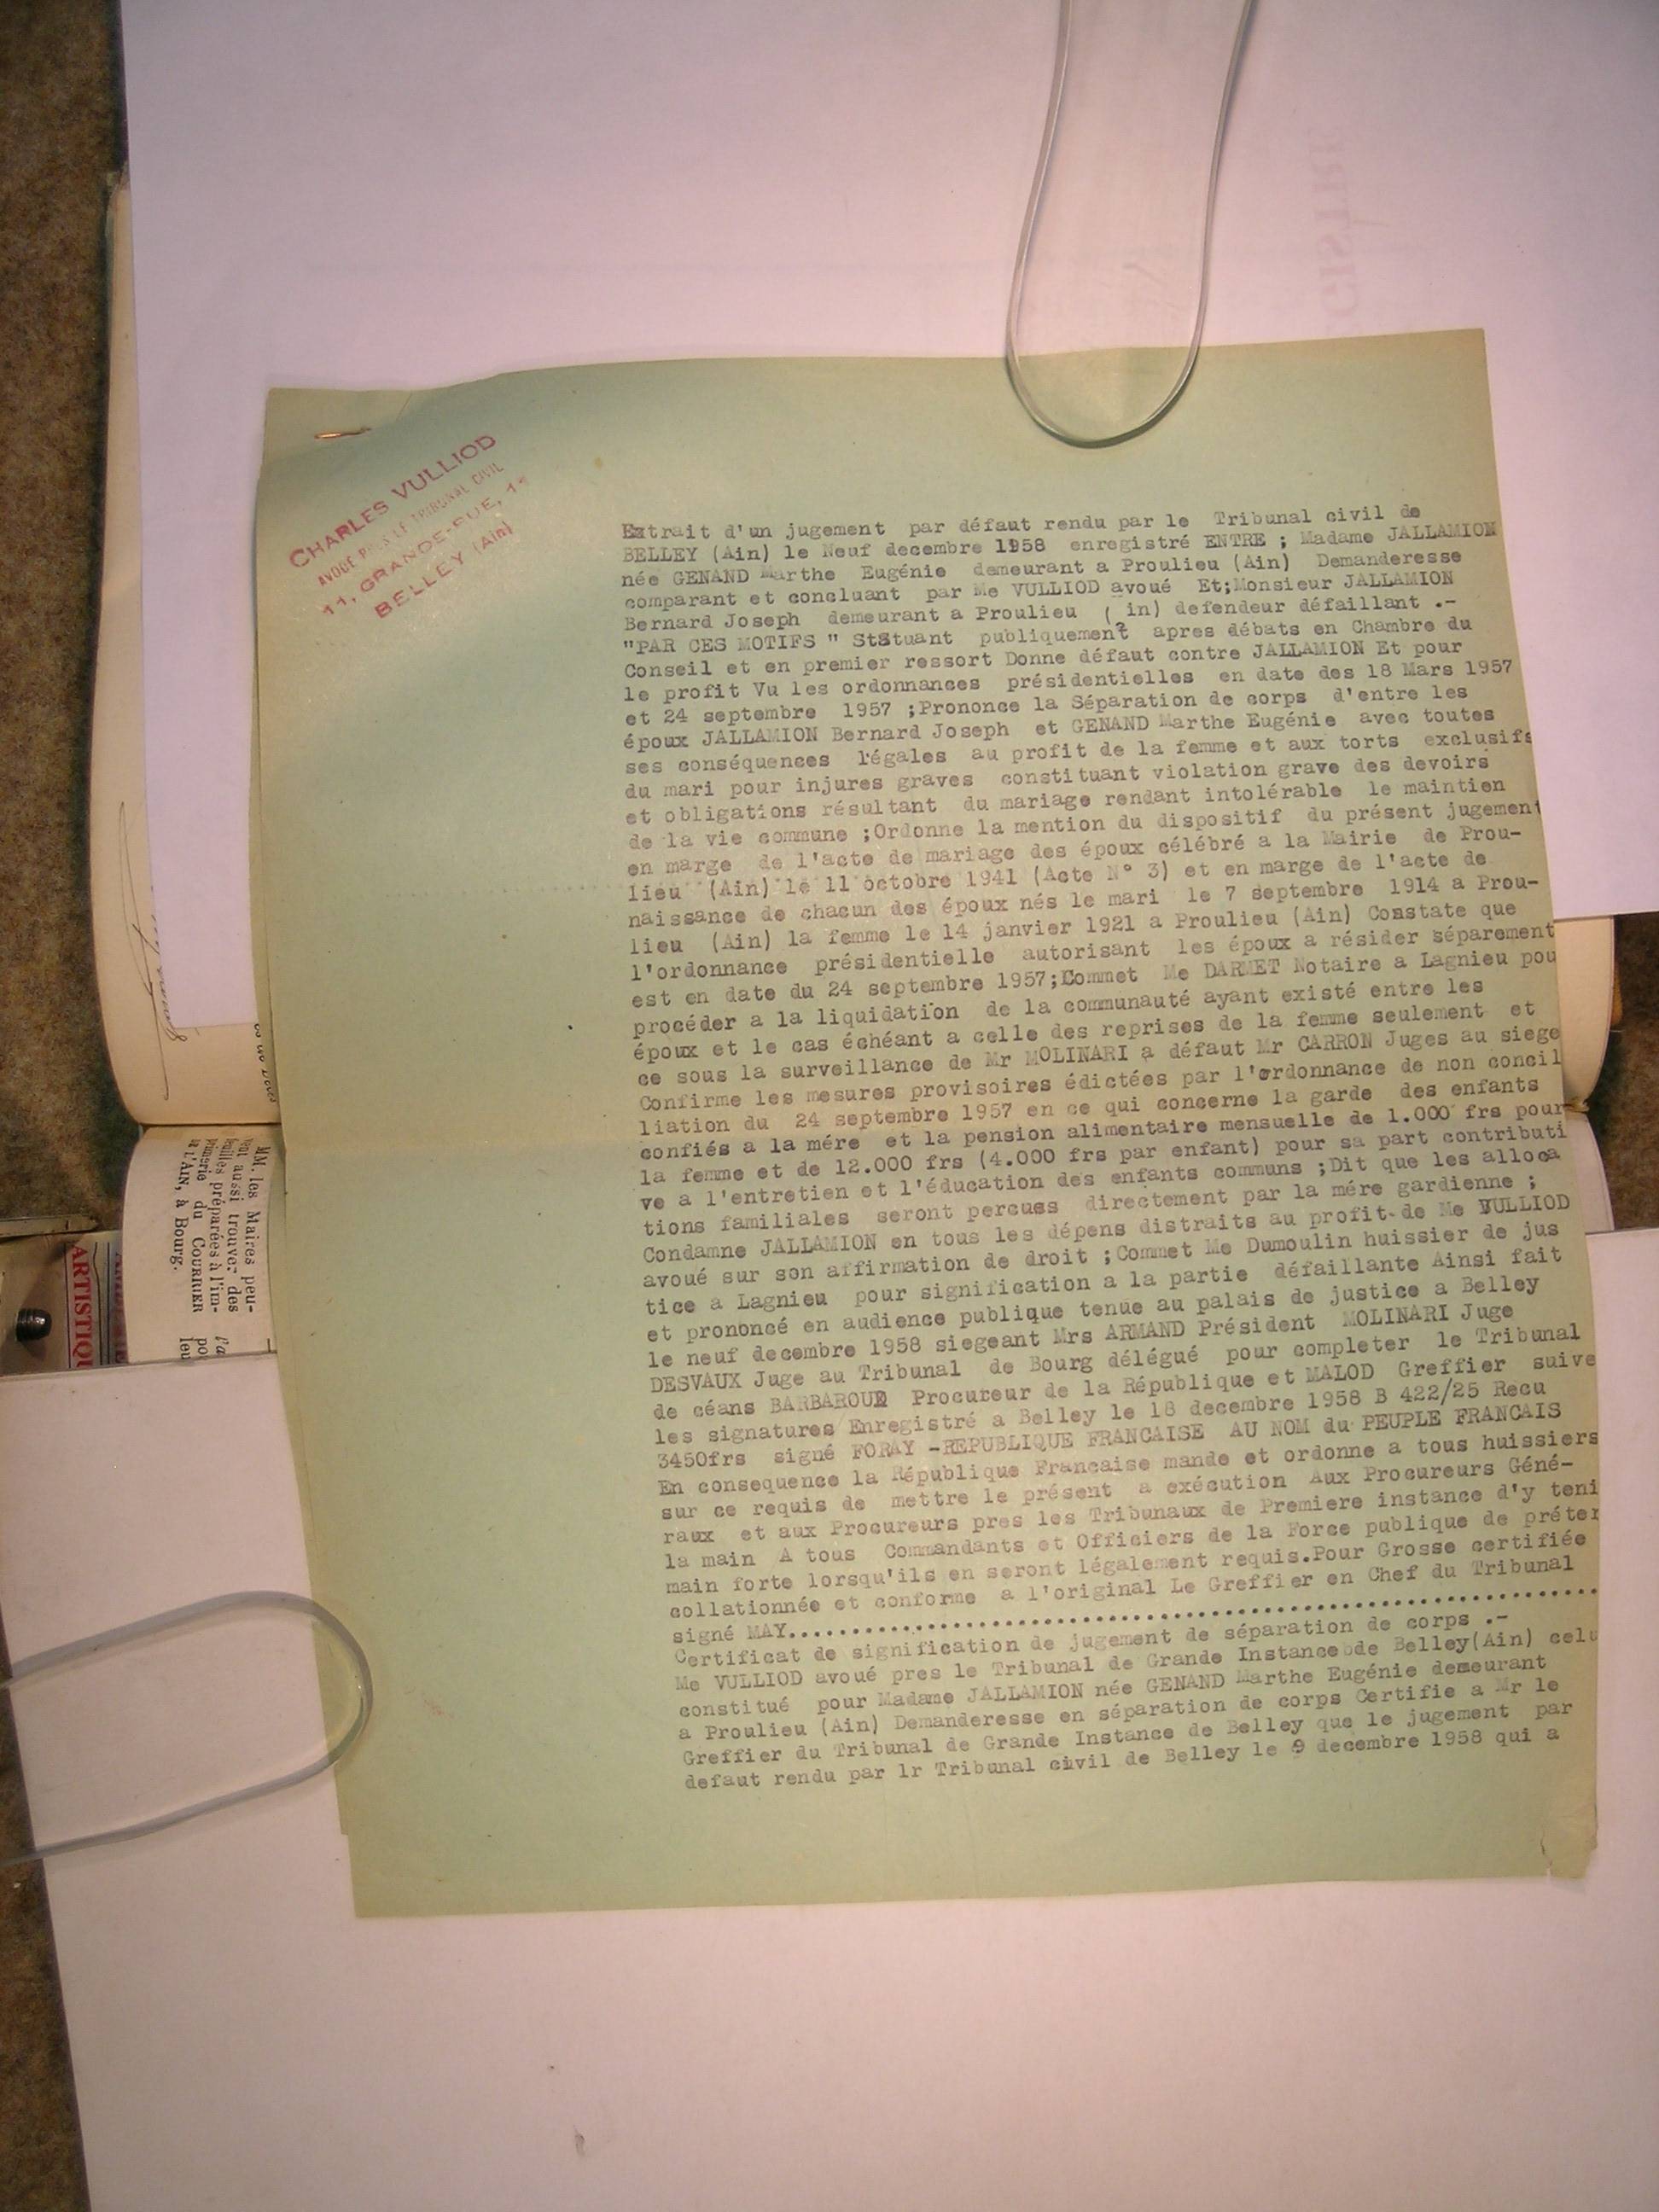 CHARLES VULLIOD
AVOUÉ PRÈS LE TRIBUNAL CIVIL
11, GRANDE-RUE, 11
BELLEY (Ain)
Extrait d'un jugement par défaut rendu par le Tribunal civil de
BELLEY (Ain) le Neuf decembre 1958 enregistré ENTRE ; Madame JALLAMION
née GENAND Marthe Eugénie demeurant a Proulieu (Ain) Demanderesse
comparant et concluant par Me VULLIOD avoué Et;Monsieur JALLAMION
Bernard Joseph demeurant a Proulieu ( in) defendeur défaillant .-
"PAR CES MOTIFS " Statuant publiquement apres débats en Chambre du
Conseil et en premier ressort Donne défaut contre JALLAMION Et pour
le profit Vu les ordonnances présidentielles en date des 18 Mars 1957
et 24 septembre 1957 ;Prononce la Séparation de corps d'entre les
époux JALLAMION Bernard Joseph et GENAND Marthe Eugénie avec toutes
ses conséquences légales au profit de la femme et aux torts exclusifs
du mari pour injures graves constituant violation grave des devoirs
et obligations résultant du mariage rendant intolérable le maintien
de la vie commune ;Ordonne la mention du dispositif du présent jugement
en marge de l'acte de mariage des époux célébré a la Mairie de Prou-
lieu (Ain) le 11 octobre 1941 (Acte N° 3) et en marge de l'acte de
naissance de chacun des époux nés le mari le 7 septembre 1914 a Prou-
lieu (Ain) la femme le 14 janvier 1921 a Proulieu (Ain) Constate que
l'ordonnance présidentielle autorisant les époux a résider séparement
est en date du 24 septembre 1957;Commet Me DARMET Notaire a Lagnieu pou
procéder a la liquidation de la communauté ayant existé entre les
époux et le cas échéant a celle des reprises de la femme seulement et
ce sous la surveillance de Mr MOLINARI a défaut Mr CARRON Juges au siege
Confirme les mesures provisoires édictées par l'ordonnance de non concil
liation du 24 septembre 1957 en ce qui concerne la garde des enfants
confiés a la mére et la pension alimentaire mensuelle de 1.000 frs pour
la femme et de 12.000 frs (4.000 frs par enfant) pour sa part contributi
ve a l'entretien et l'éducation des enfants communs ;Dit que les alloca
tions familiales seront percues directement par la mére gardienne ;
Condamne JALLAMION en tous les dépens distraits au profit de Me VULLIOD
avoué sur son affirmation de droit ;Commet Me Dumoulin huissier de jus
tice a Lagnieu pour signification a la partie défaillante Ainsi fait
et prononcé en audience publique tenue au palais de justice a Belley
le neuf decembre 1958 siegeant Mrs ARMAND Président MOLINARI Juge
DESVAUX Juge au Tribunal de Bourg délégué pour completer le Tribunal
de céans BARBAROUX Procureur de la République et MALOD Greffier suive
les signatures Enregistré a Belley le 18 decembre 1958 B 422/25 Recu
3450frs signé FORAY -REPUBLIQUE FRANCAISE AU NOM du PEUPLE FRANCAIS
En consequence la République Francaise mande et ordonne a tous huissiers
sur ce requis de mettre le présent a exécution Aux Procureurs Géné-
raux et aux Procureurs pres les Tribunaux de Premiere instance d'y teni
la main A tous Commandants et Officiers de la Force publique de préter
main forte lorsqu'ils en seront légalement requis.Pour Grosse certifiée
collationnée et conforme a l'original Le Greffier en Chef du Tribunal
signé MAY..........................................................
Certificat de signification de jugement de séparation de corps .-
Me VULLIOD avoué pres le Tribunal de Grande Instance de Belley(Ain) celu
constitué pour Madame JALLAMION née GENAND Marthe Eugénie demeurant
a Proulieu (Ain) Demanderesse en séparation de corps Certifie a Mr le
Greffier du Tribunal de Grande Instance de Belley que le jugement par
defaut rendu par lr Tribunal civil de Belley le 9 decembre 1958 qui a
MM. les Maires peu-
vent aussi trouver des
feuilles préparées à l'im-
primerie du COURRIER
de l'AIN, à Bourg.
ARTISTIQU